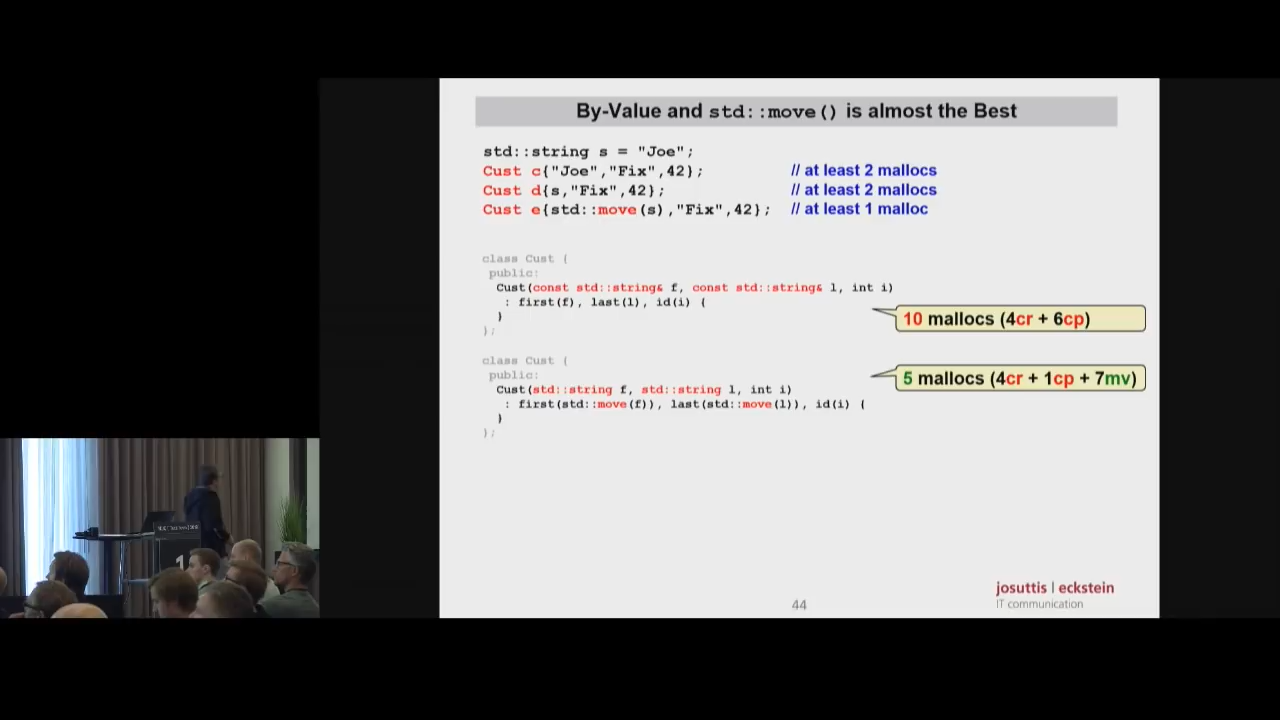 By-Value and std::move() is almost the Best
std::string s = "Joe";
Cust c{"Joe","Fix",42}; // at least 2 mallocs
Cust d{s,"Fix",42}; // at least 2 mallocs
Cust e{std::move(s),"Fix",42}; // at least 1 malloc
class Cust {
public:
Cust(const std::string& f, const std::string& l, int i)
: first(f), last(l), id(i) {
}
};
10 mallocs (4cr + 6cp)
class Cust {
public:
Cust(std::string f, std::string l, int i)
: first(std::move(f)), last(std::move(l)), id(i) {
}
};
5 mallocs (4cr + 1cp + 7mv)
josuttis | eckstein
IT communication
44
1